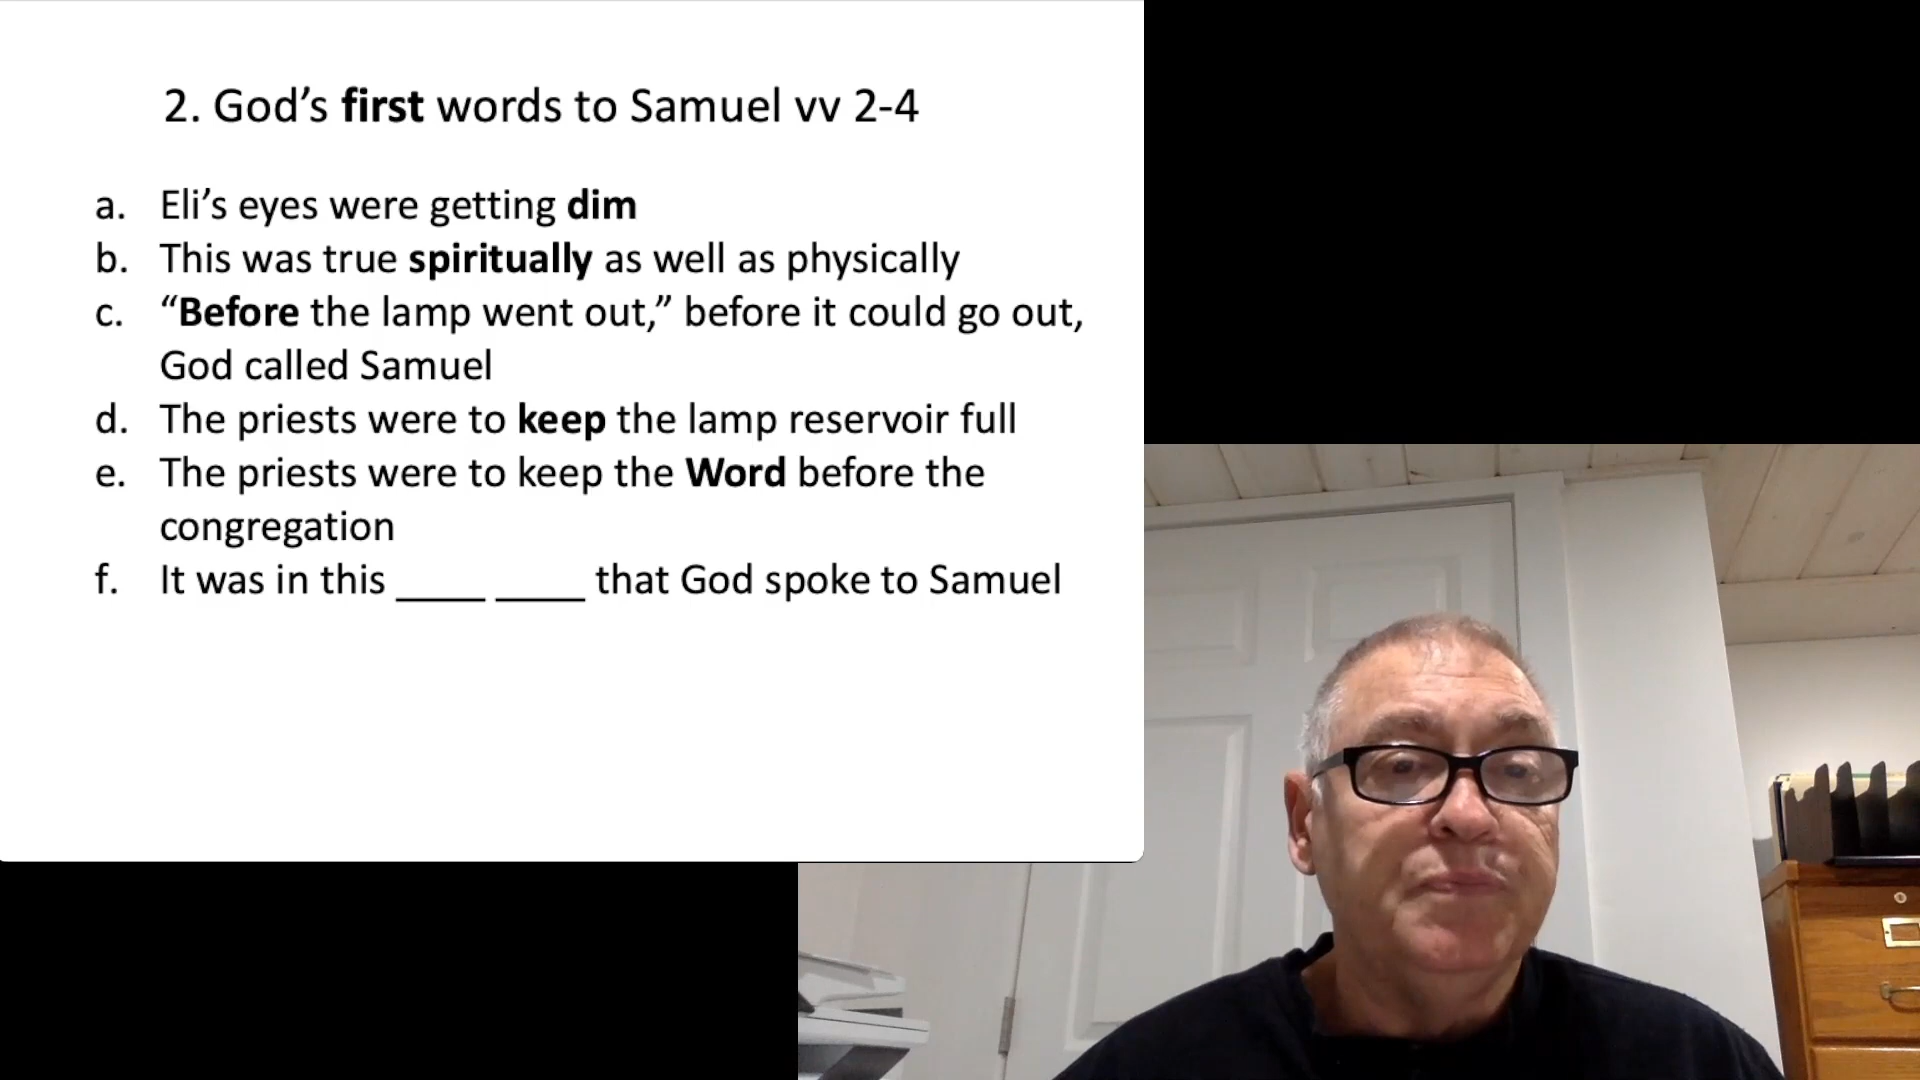 2. God’s first words to Samuel vv 2-4
a. Eli’s eyes were getting dim
b. This was true spiritually as well as physically
c. “Before the lamp went out,” before it could go out,
God called Samuel
d. The priests were to keep the lamp reservoir full
e. The priests were to keep the Word before the
congregation
f. It was in this ____ ____ that God spoke to Samuel